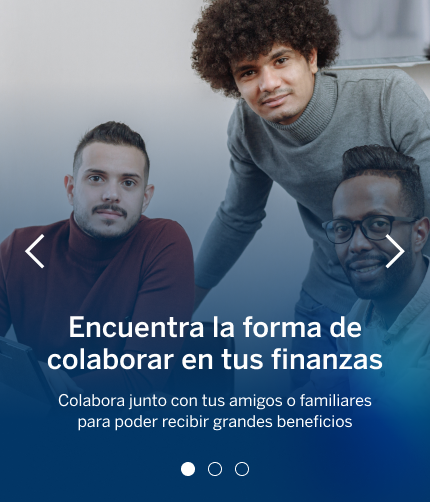 Encuentra la forma de
colaborar en tus finanzas
Colabora junto con tus amigos o familiares
para poder recibir grandes beneficios